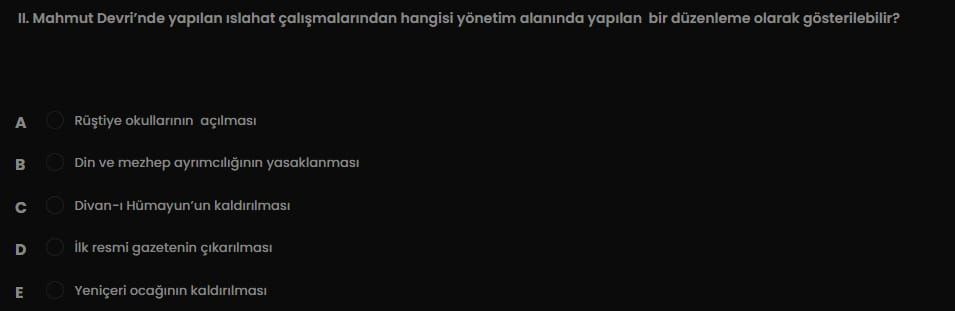 II. Mahmut Devri’nde yapılan ıslahat çalışmalarından hangisi yönetim alanında yapılan bir düzenleme olarak gösterilebilir?
A Rüştiye okullarının açılması
B Din ve mezhep ayrımcılığının yasaklanması
C Divan-ı Hümayun’un kaldırılması
D İlk resmi gazetenin çıkarılması
E Yeniçeri ocağının kaldırılması